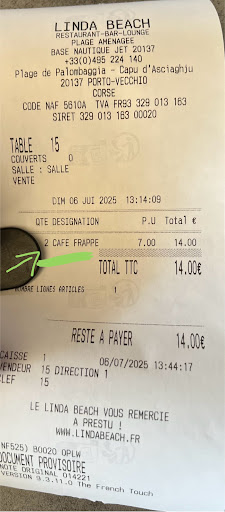 LINDA BEACH
RESTAURANT-BAR-LOUNGE
PLAGE AMENAGEE
BASE NAUTIQUE JET 20137
+33(0)495 224 140
Plage de Palombaggia - Capu d'Asciaghju
20137 PORTO-VECCHIO
CORSE
CODE NAF 5610A TVA FR93 329 013 163
SIRET 329 013 163 00020
TABLE 15
COUVERTS 0
SALLE : SALLE
VENTE
DIM 06 JUI 2025 13:14:09
QTE DESIGNATION P.U Total €
2 CAFE FRAPPE 7.00 14.00
TOTAL TTC 14.00€
NOMBRE LIGNES ARTICLES 1
RESTE A PAYER 14.00€
CAISSE 1 06/07/2025 13:44:17
VENDEUR 15 DIRECTION 1
CLEF 15
LE LINDA BEACH VOUS REMERCIE
A PRESTU !
WWW.LINDABEACH.FR
NF525) B0020 OPLW
DOCUMENT PROVISOIRE
NOTE ORIGINAL 014221
VERSION 9.3.11.0 The French Touch